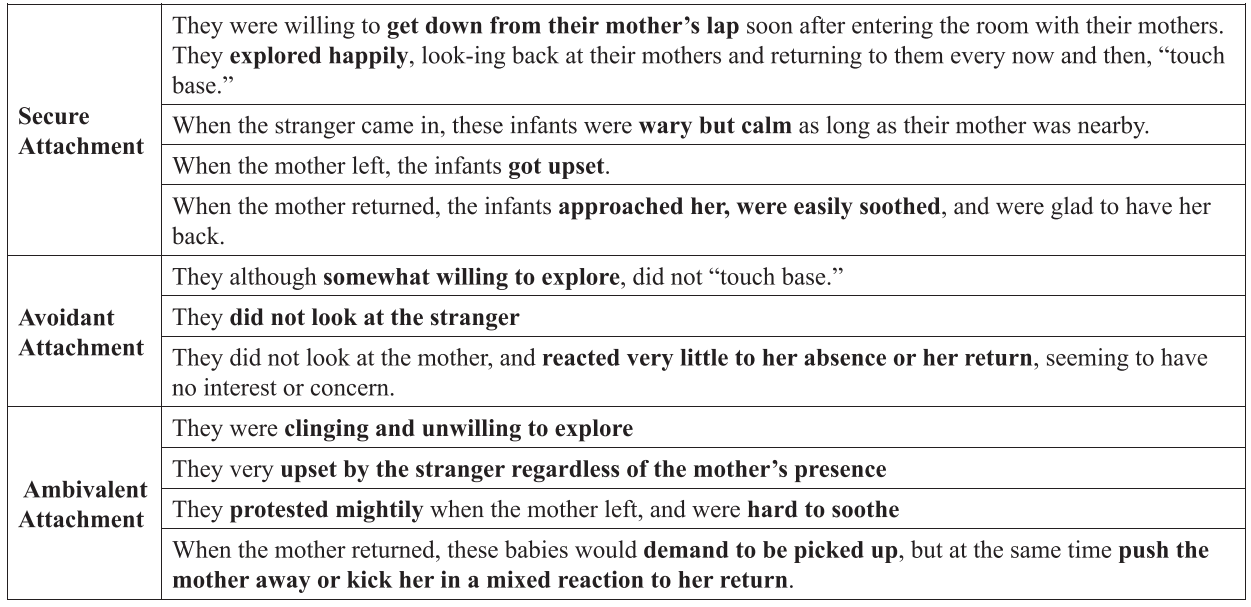 Secure
Attachment
They were willing to get down from their mother’s lap soon after entering the room with their mothers.
They explored happily, look-ing back at their mothers and returning to them every now and then, “touch
base.”
When the stranger came in, these infants were wary but calm as long as their mother was nearby.
When the mother left, the infants got upset.
When the mother returned, the infants approached her, were easily soothed, and were glad to have her
back.
Avoidant
Attachment
They although somewhat willing to explore, did not “touch base.”
They did not look at the stranger
They did not look at the mother, and reacted very little to her absence or her return, seeming to have
no interest or concern.
Ambivalent
Attachment
They were clinging and unwilling to explore
They very upset by the stranger regardless of the mother’s presence
They protested mightily when the mother left, and were hard to soothe
When the mother returned, these babies would demand to be picked up, but at the same time push the
mother away or kick her in a mixed reaction to her return.